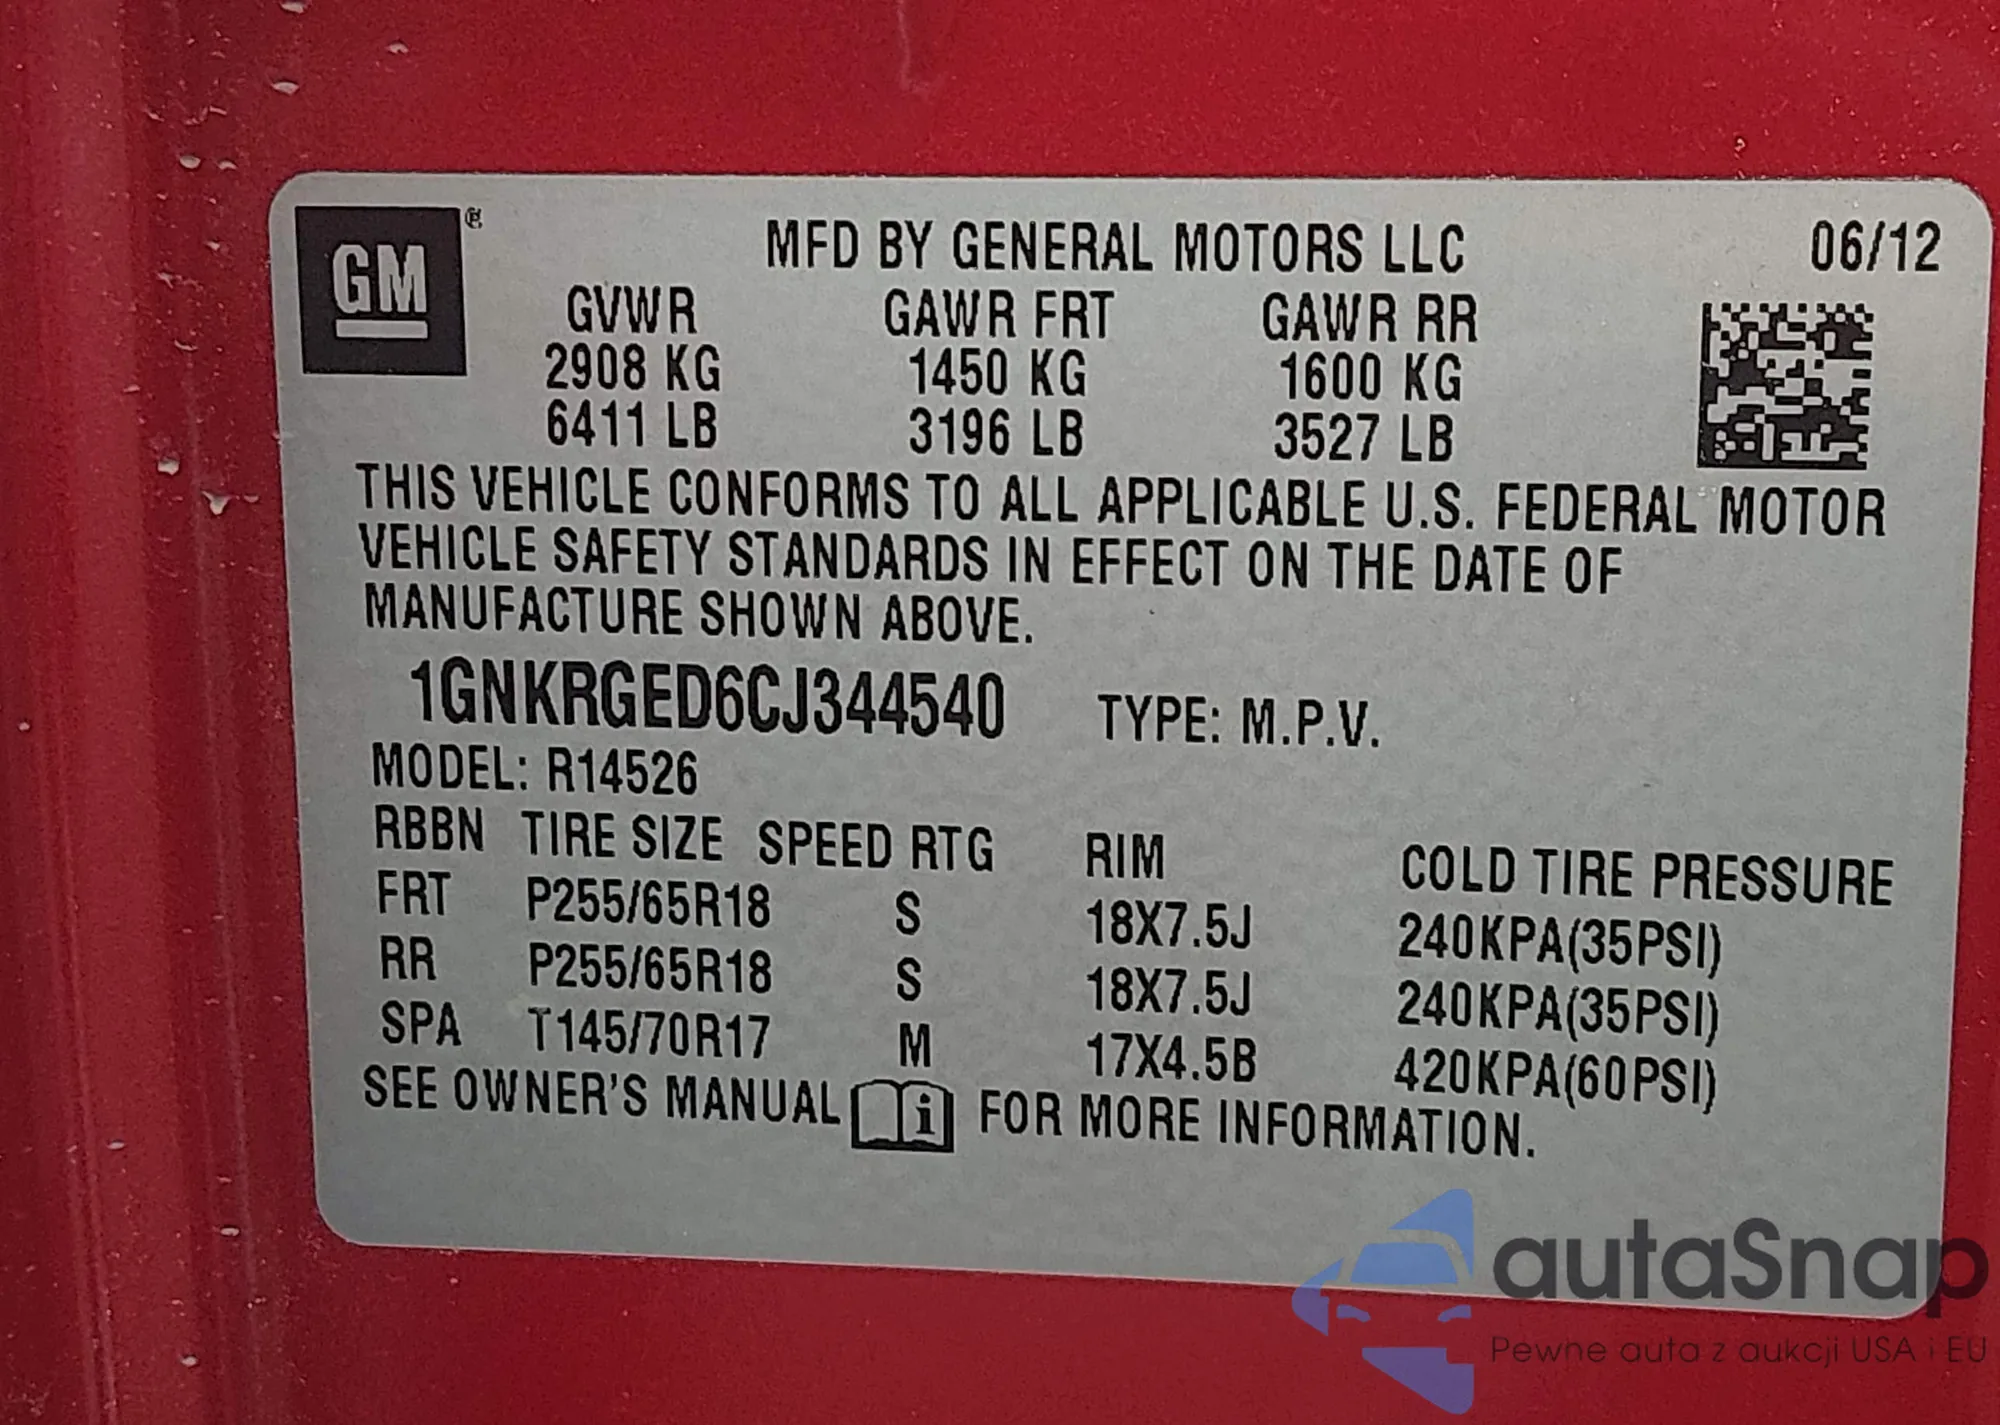 GM ®
MFD BY GENERAL MOTORS LLC 06/12
GVWR GAWR FRT GAWR RR
2908 KG 1450 KG 1600 KG
6411 LB 3196 LB 3527 LB
THIS VEHICLE CONFORMS TO ALL APPLICABLE U.S. FEDERAL MOTOR
VEHICLE SAFETY STANDARDS IN EFFECT ON THE DATE OF
MANUFACTURE SHOWN ABOVE.
1GNKRGED6CJ344540 TYPE: M.P.V.
MODEL: R14526
RBBN TIRE SIZE SPEED RTG RIM COLD TIRE PRESSURE
FRT P255/65R18 S 18X7.5J 240KPA(35PSI)
RR P255/65R18 S 18X7.5J 240KPA(35PSI)
SPA T145/70R17 M 17X4.5B 420KPA(60PSI)
SEE OWNER'S MANUAL i FOR MORE INFORMATION.
autaSnap
Pewne auta z aukcji USA i EU